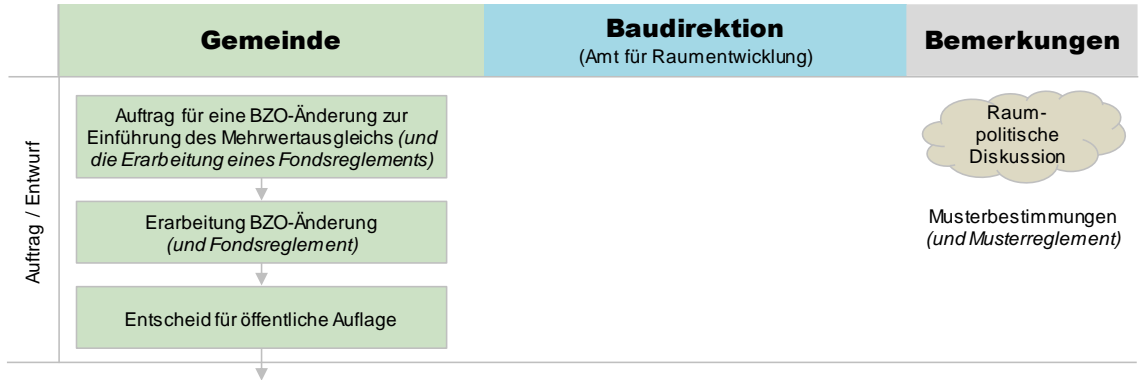 Gemeinde
Baudirektion
(Amt für Raumentwicklung)
Bemerkungen
Auftrag / Entwurf
Auftrag für eine BZO-Änderung zur
Einführung des Mehrwertausgleichs (und
die Erarbeitung eines Fondsreglements)
Raum-
politische
Diskussion
Erarbeitung BZO-Änderung
(und Fondsreglement)
Musterbestimmungen
(und Musterreglement)
Entscheid für öffentliche Auflage